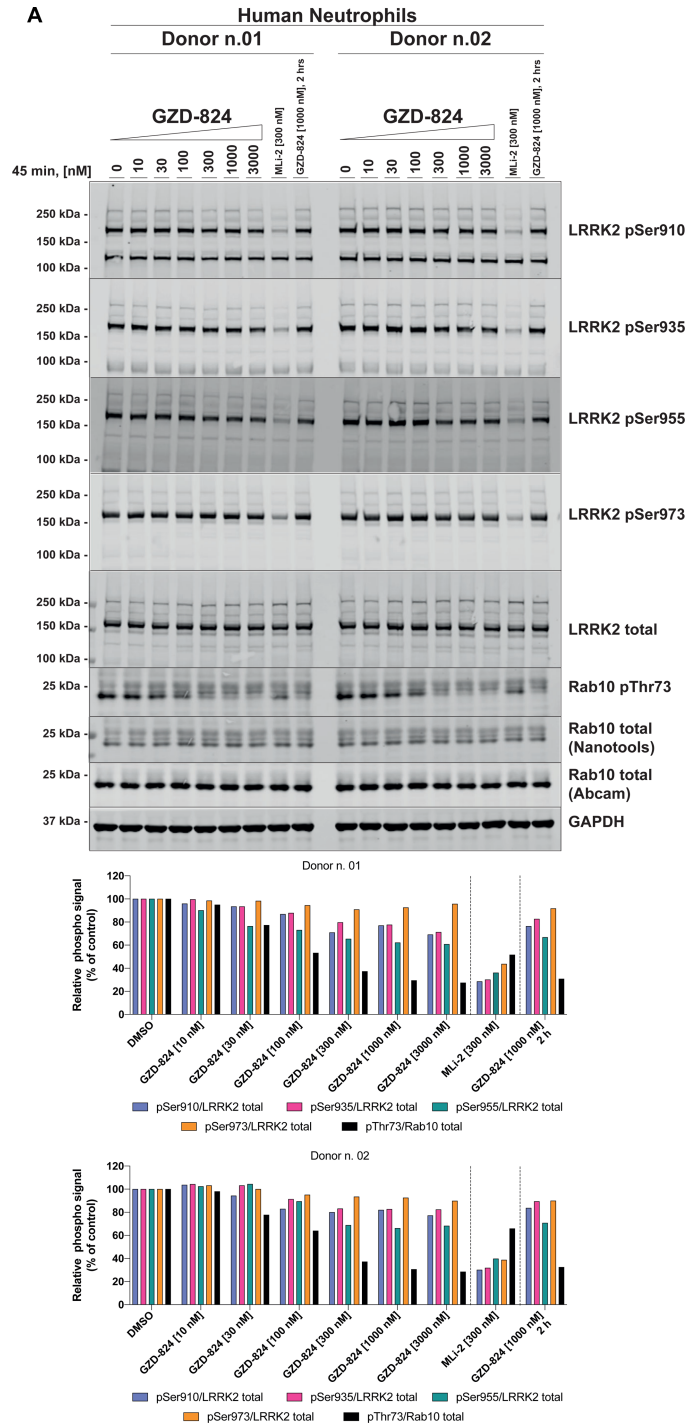 A
Human Neutrophils
Donor n.01
Donor n.02
GZD-824
MLi-2 [300 nM]
GZD-824 [1000 nM], 2 hrs
GZD-824
MLi-2 [300 nM]
GZD-824 [1000 nM], 2 hrs
45 min, [nM] 0 10 30 100 300 1000 3000 0 10 30 100 300 1000 3000
250 kDa -
150 kDa -
100 kDa -
LRRK2 pSer910
250 kDa -
150 kDa -
100 kDa -
LRRK2 pSer935
250 kDa -
150 kDa -
100 kDa -
LRRK2 pSer955
250 kDa -
150 kDa -
100 kDa -
LRRK2 pSer973
250 kDa -
150 kDa -
100 kDa -
LRRK2 total
25 kDa -
Rab10 pThr73
25 kDa -
Rab10 total
(Nanotools)
25 kDa -
Rab10 total
(Abcam)
37 kDa -
GAPDH
Donor n. 01
Relative phospho signal
(% of control)
120
100
80
60
40
20
0
DMSO
GZD-824 [10 nM]
GZD-824 [30 nM]
GZD-824 [100 nM]
GZD-824 [300 nM]
GZD-824 [1000 nM]
GZD-824 [3000 nM]
MLi-2 [300 nM]
GZD-824 [1000 nM]
2 h
pSer910/LRRK2 total pSer935/LRRK2 total pSer955/LRRK2 total
pSer973/LRRK2 total pThr73/Rab10 total
Donor n. 02
Relative phospho signal
(% of control)
120
100
80
60
40
20
0
DMSO
GZD-824 [10 nM]
GZD-824 [30 nM]
GZD-824 [100 nM]
GZD-824 [300 nM]
GZD-824 [1000 nM]
GZD-824 [3000 nM]
MLi-2 [300 nM]
GZD-824 [1000 nM]
2 h
pSer910/LRRK2 total pSer935/LRRK2 total pSer955/LRRK2 total
pSer973/LRRK2 total pThr73/Rab10 total